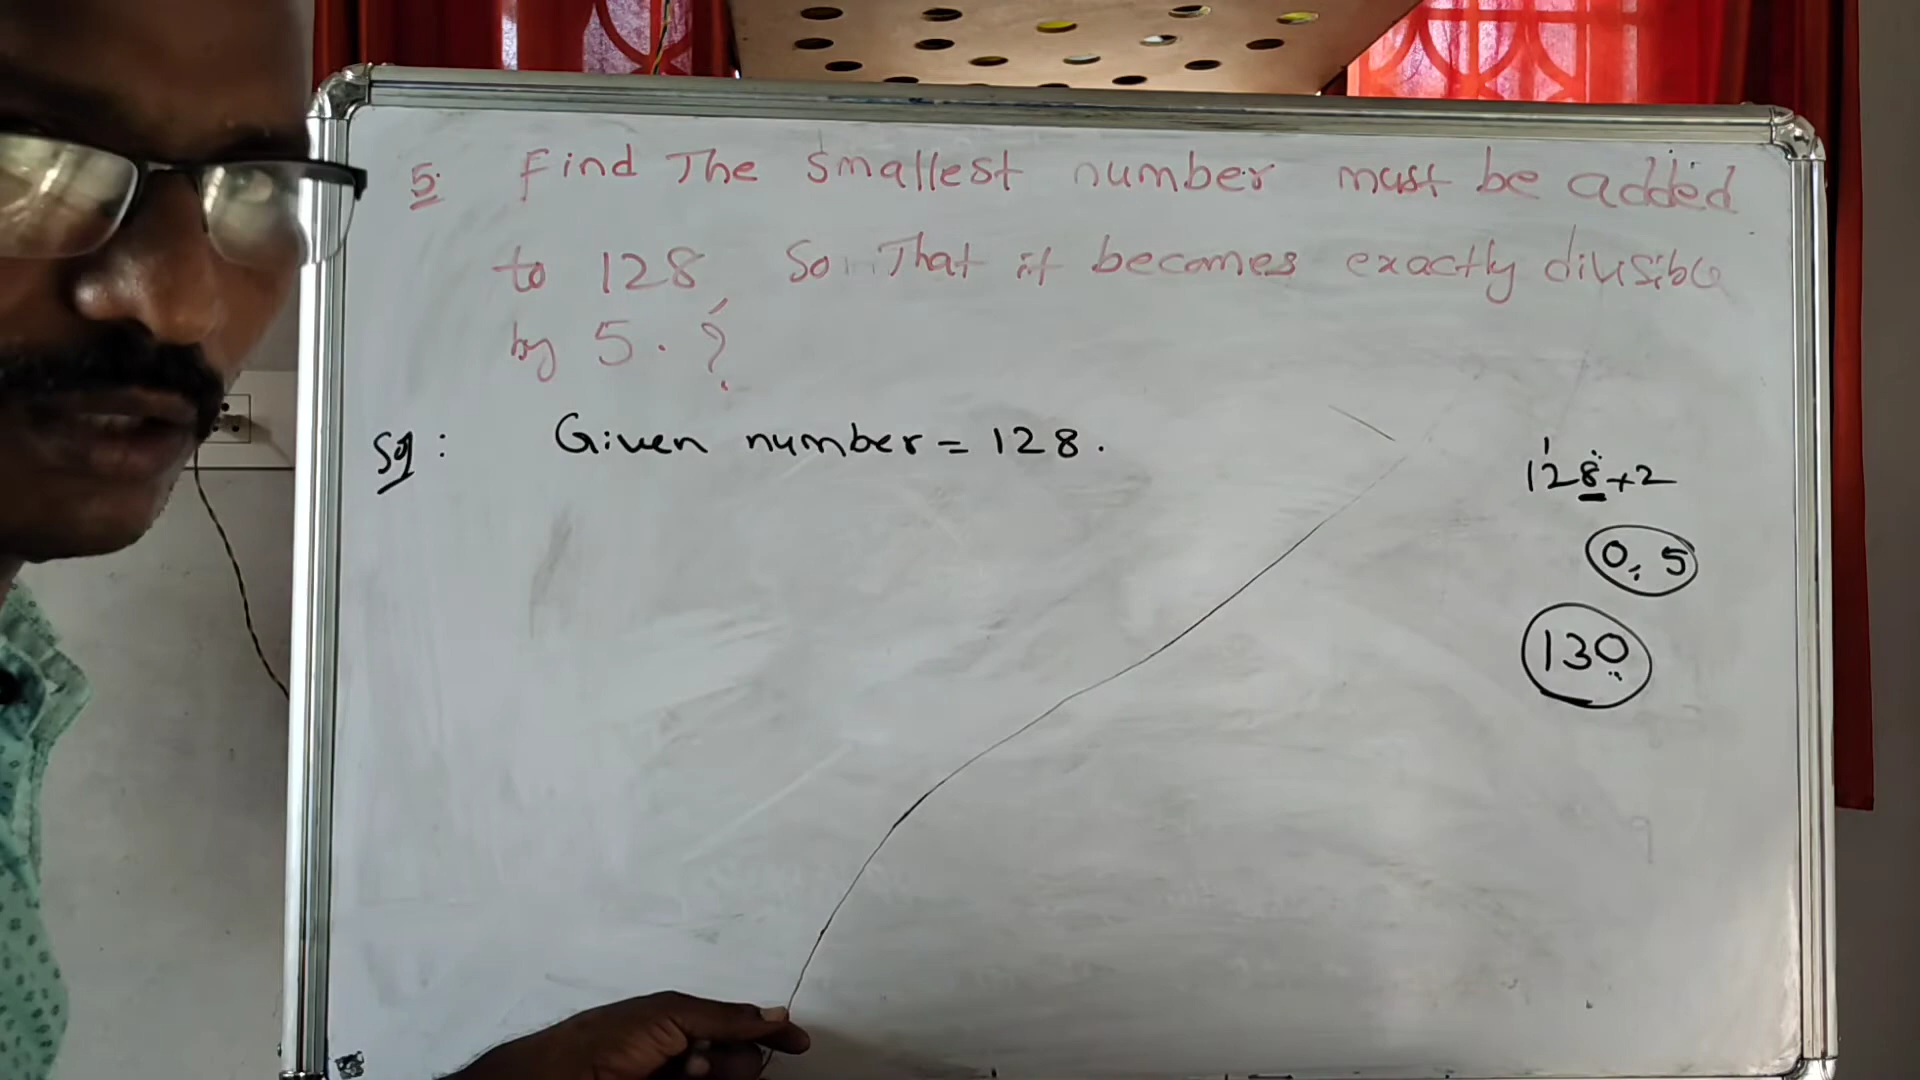 5. Find The smallest number must be added
to 128, So That it becomes exactly divisible
by 5. ?
Sol : Given number = 128.
1
128+2
0, 5
130